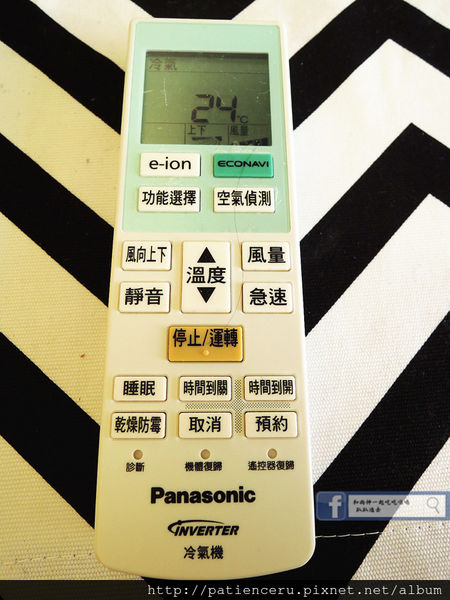 冷氣
24°C
上下 風量
e-ion ECONAVI
功能選擇 空氣偵測
風向上下 ▲ 風量
溫度
靜音 ▼ 急速
停止/運轉
睡眠 時間到關 時間到開
乾燥防霉 取消 預約
診斷 機體復歸 遙控器復歸
Panasonic
INVERTER
冷氣機
http://patienceru.pixnet.net/album